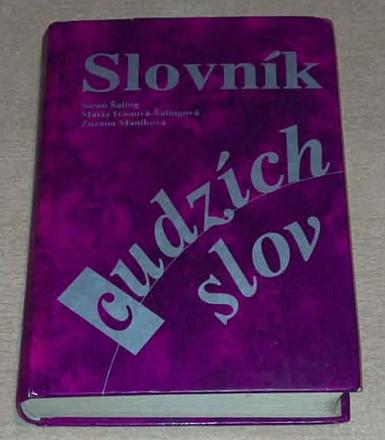 Slovník
Samo Šaling
Mária Ivanová-Šalingová
Zuzana Maníková
cudzích
slov